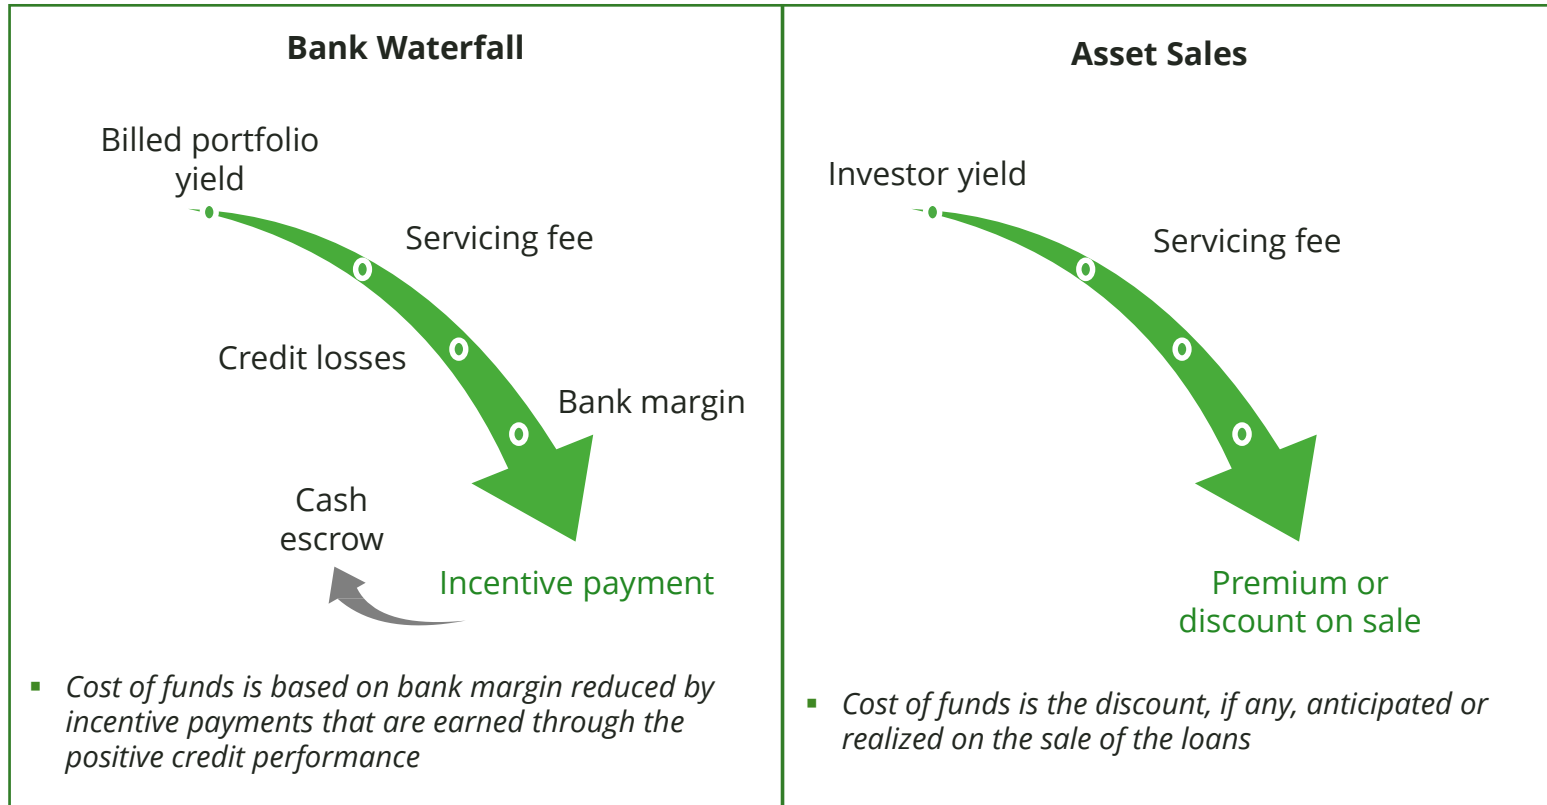 Bank Waterfall
Billed portfolio
yield
Servicing fee
Credit losses
Bank margin
Cash
escrow
Incentive payment
▪ Cost of funds is based on bank margin reduced by
incentive payments that are earned through the
positive credit performance
Asset Sales
Investor yield
Servicing fee
Premium or
discount on sale
▪ Cost of funds is the discount, if any, anticipated or
realized on the sale of the loans